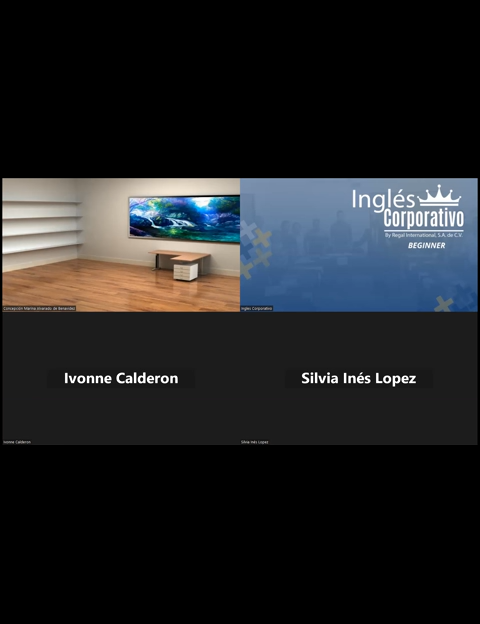 Inglés
Corporativo
By Regal International, S.A. de C.V.
BEGINNER
Concepción Marina Alvarado de Benavides
Inglés Corporativo
Ivonne Calderon
Silvia Inés Lopez
Ivonne Calderon
Silvia Inés Lopez